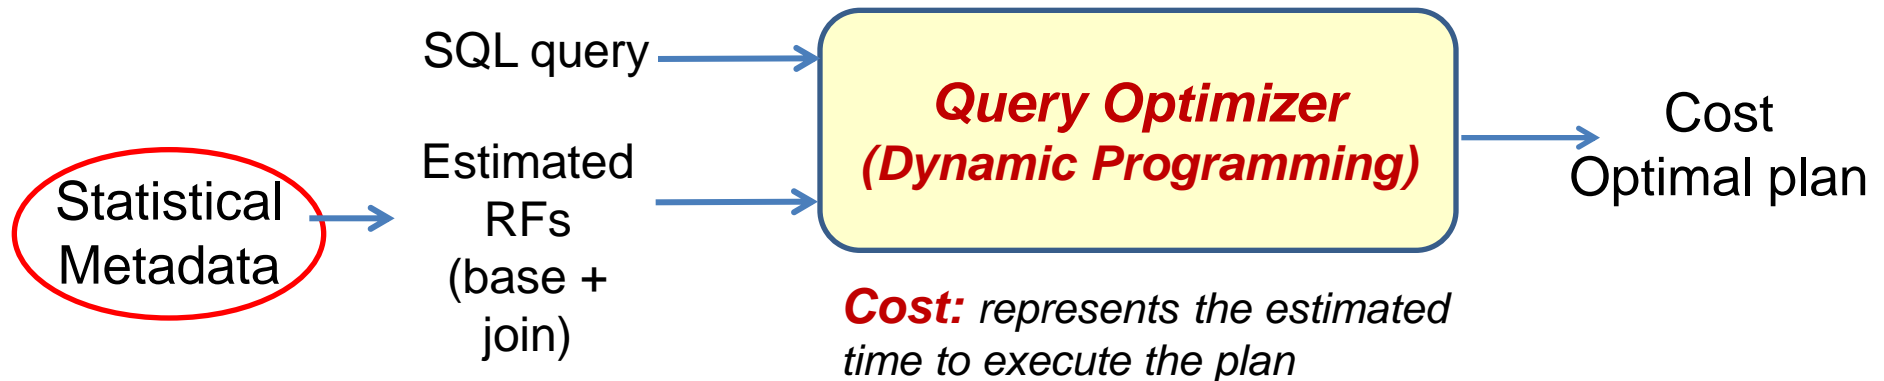 SQL query
Statistical
Metadata
Estimated
RFs
(base +
join)
Query Optimizer
(Dynamic Programming)
Cost: represents the estimated
time to execute the plan
Cost
Optimal plan